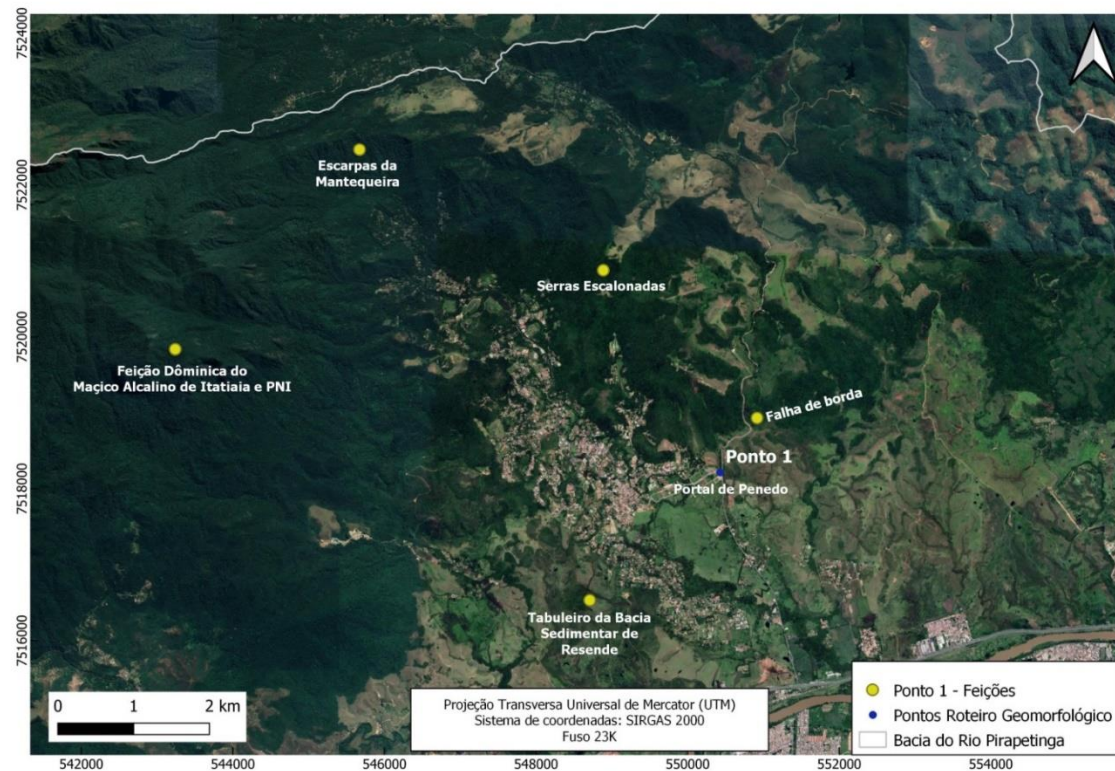 7524000
Escarpas da
Mantequeira
7522000
Serras Escalonadas
7520000
Feição Dôminica do
Maçico Alcalino de Itatiaia e PNI
Falha de borda
Ponto 1
Portal de Penedo
7518000
Tabuleiro da Bacia
Sedimentar de
Resende
7516000
0 1 2 km
Projeção Transversa Universal de Mercator (UTM)
Sistema de coordenadas: SIRGAS 2000
Fuso 23K
Ponto 1 - Feições
Pontos Roteiro Geomorfológico
Bacia do Rio Pirapetinga
542000 544000 546000 548000 550000 552000 554000